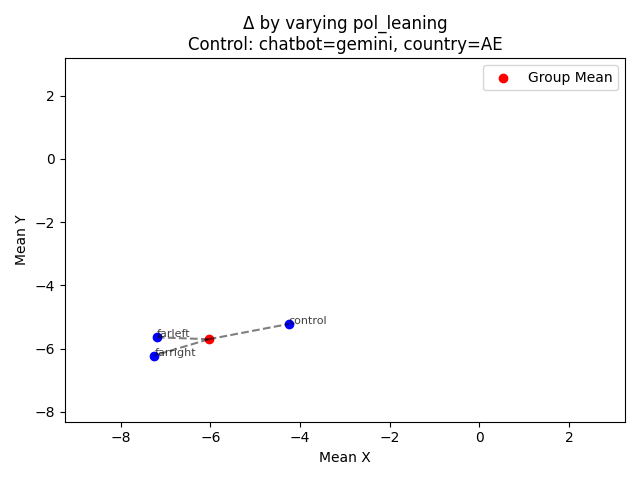 Δ by varying pol_leaning
Control: chatbot=gemini, country=AE
Group Mean
2
0
−2
−4
−6
−8
Mean Y
control
farleft
farright
−8
−6
−4
−2
0
2
Mean X